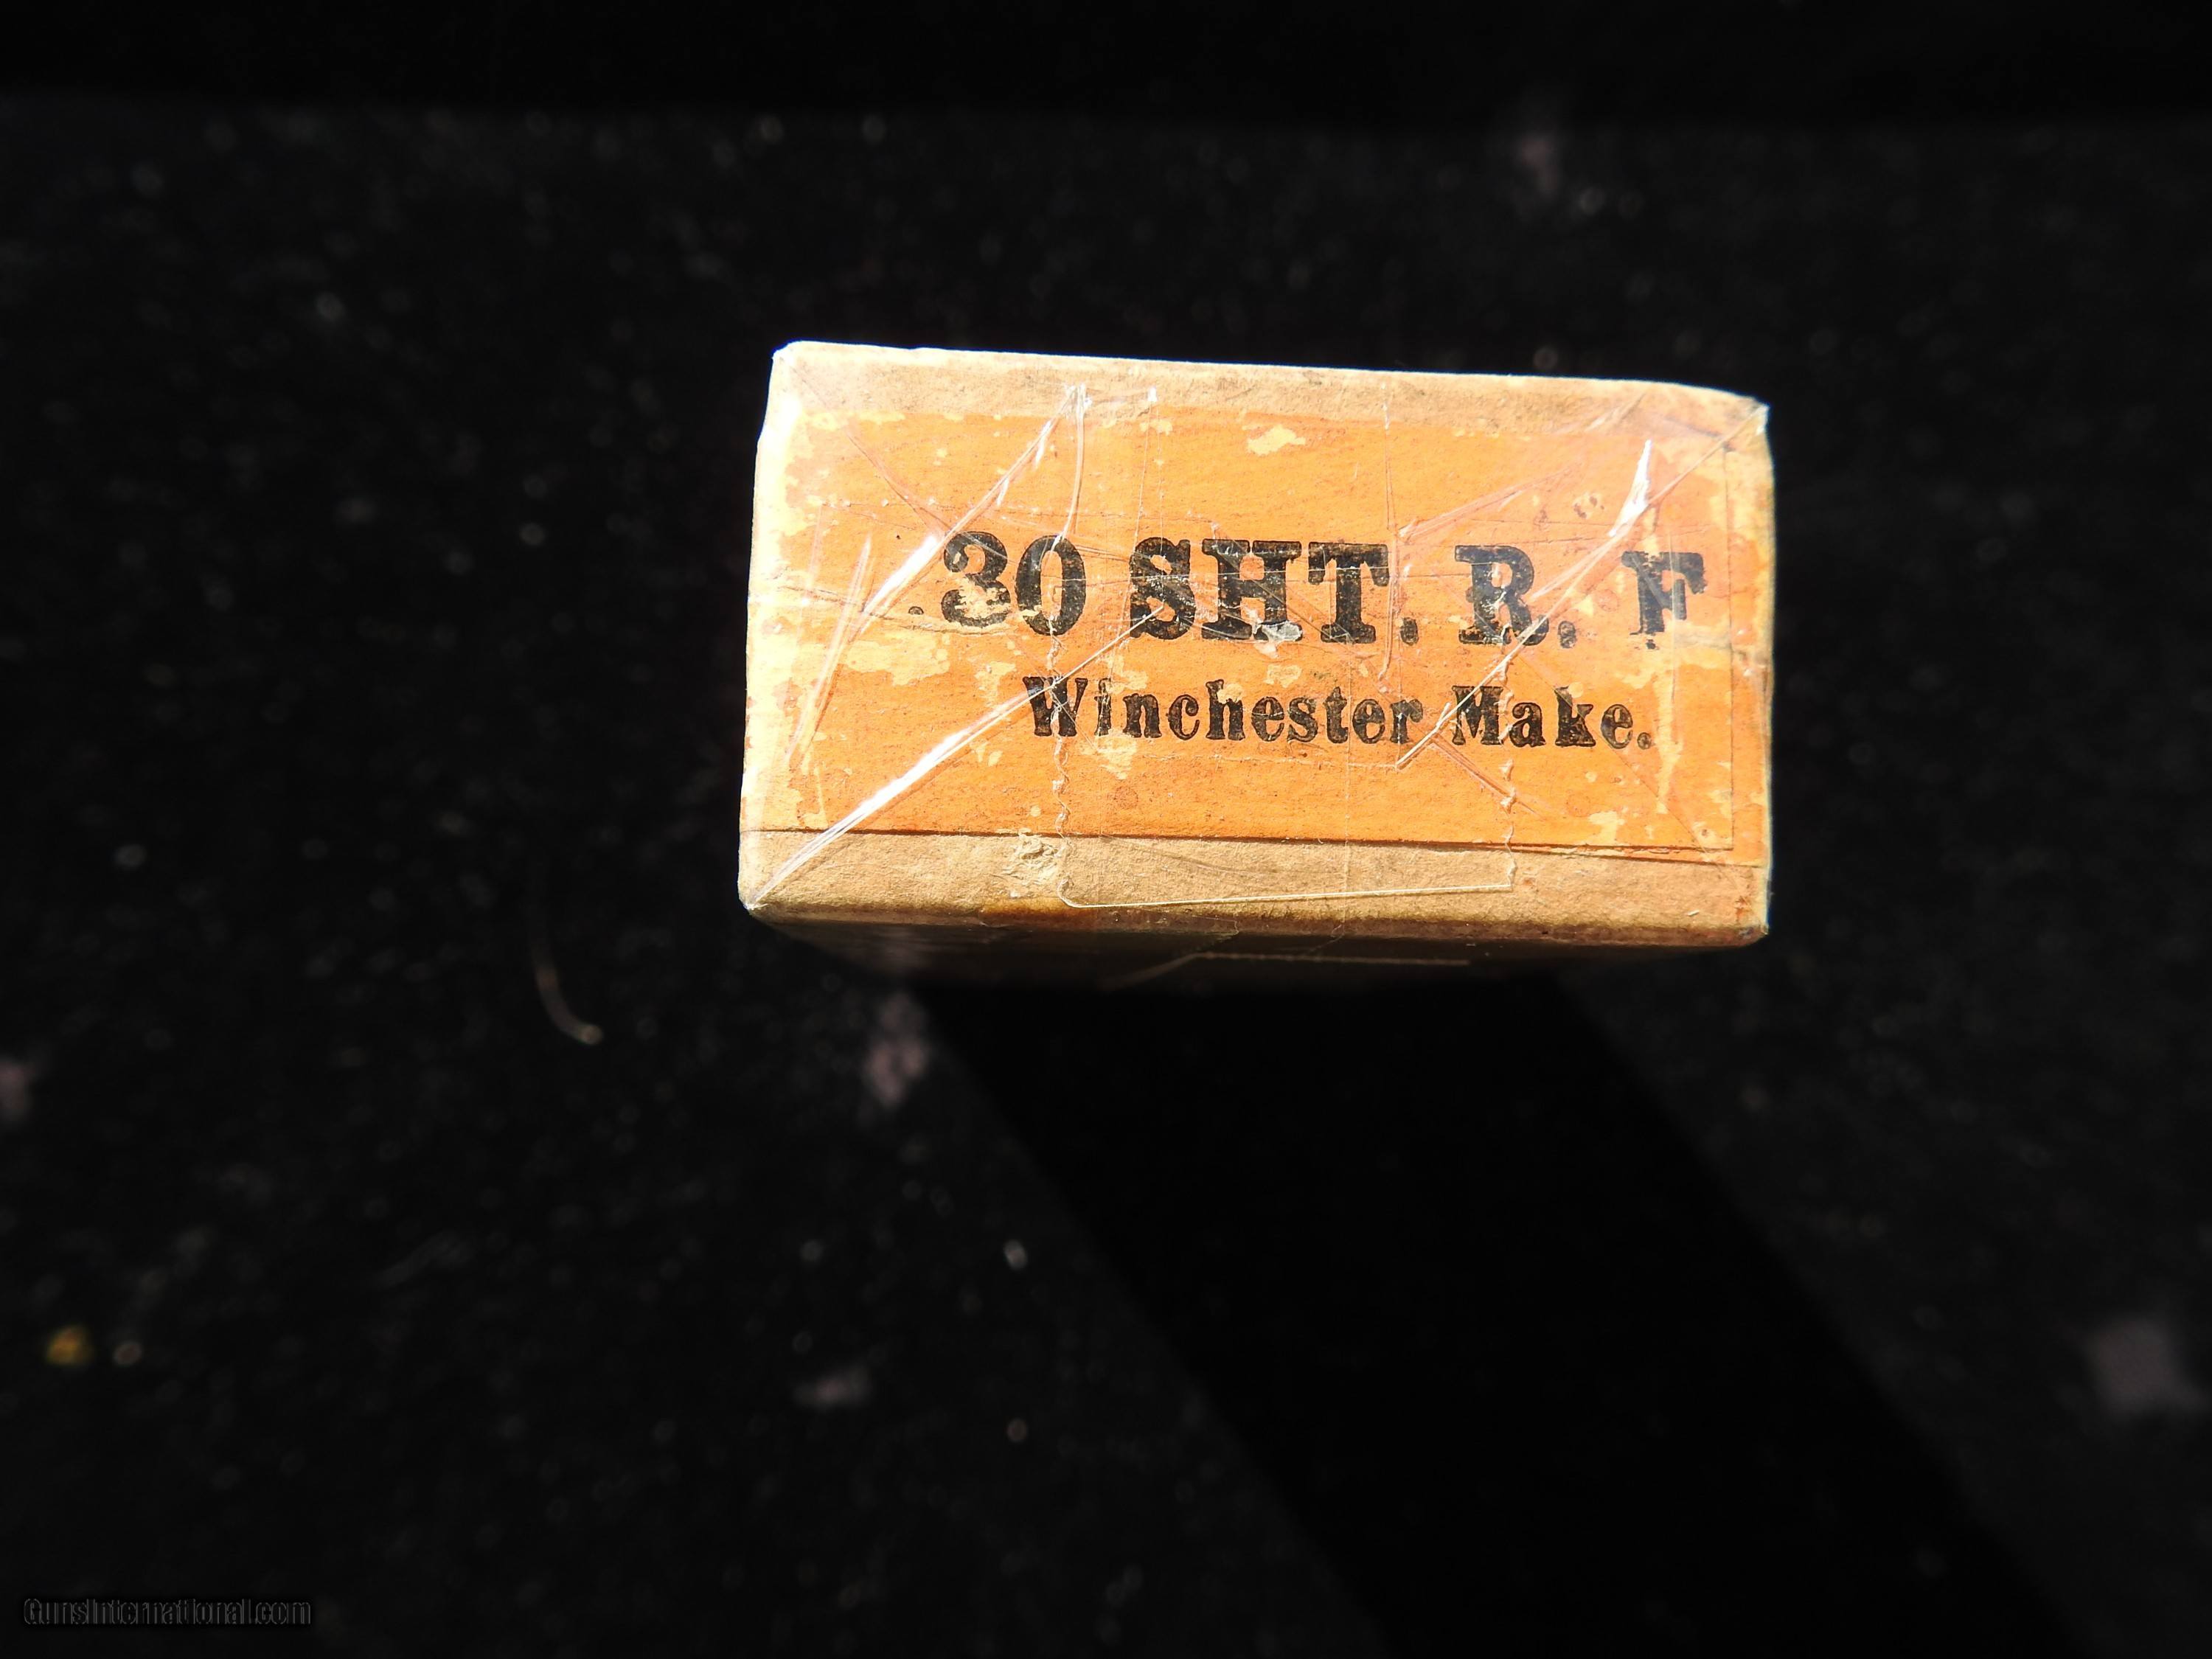 .30 SHT. R. F
Winchester Make.
GunsInternational.com